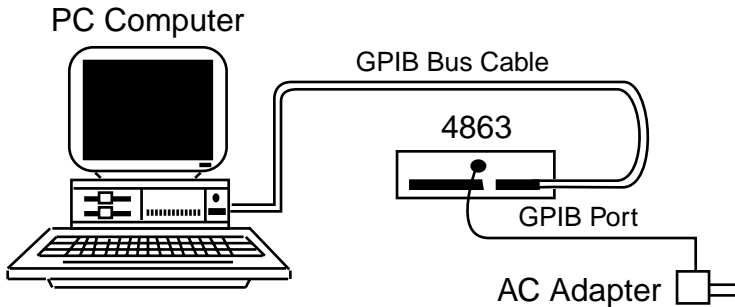 PC Computer
GPIB Bus Cable
4863
GPIB Port
AC Adapter